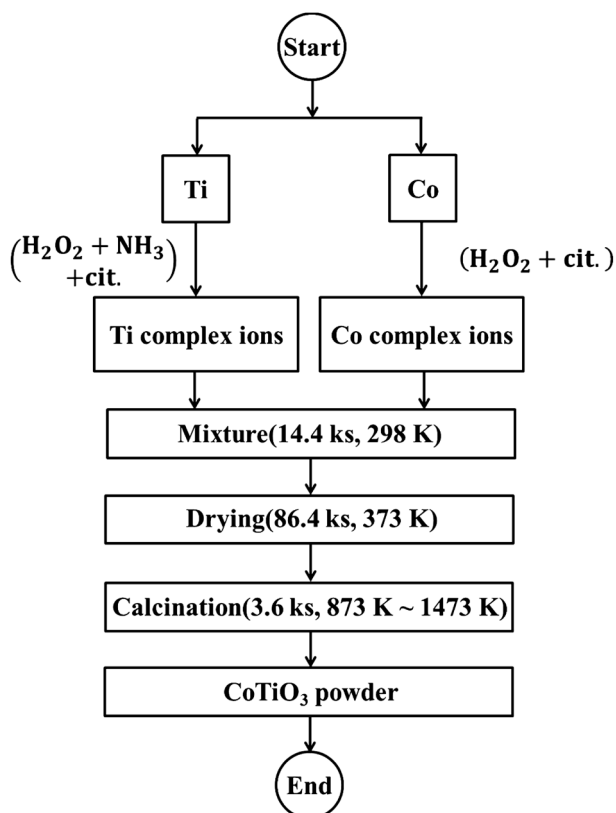 Start
Ti
Co
(H₂O₂ + NH₃
+cit.)
(H₂O₂ + cit.)
Ti complex ions
Co complex ions
Mixture(14.4 ks, 298 K)
Drying(86.4 ks, 373 K)
Calcination(3.6 ks, 873 K ~ 1473 K)
CoTiO₃ powder
End